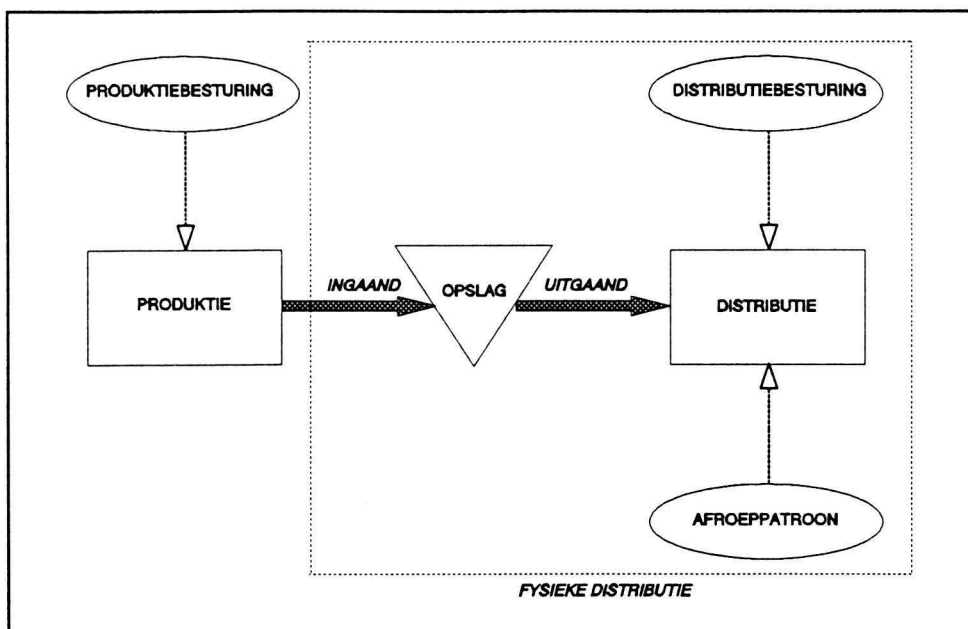 PRODUKTIEBESTURING
DISTRIBUTIEBESTURING
PRODUKTIE
INGAAND
OPSLAG
UITGAAND
DISTRIBUTIE
AFROEPPATROON
FYSIEKE DISTRIBUTIE